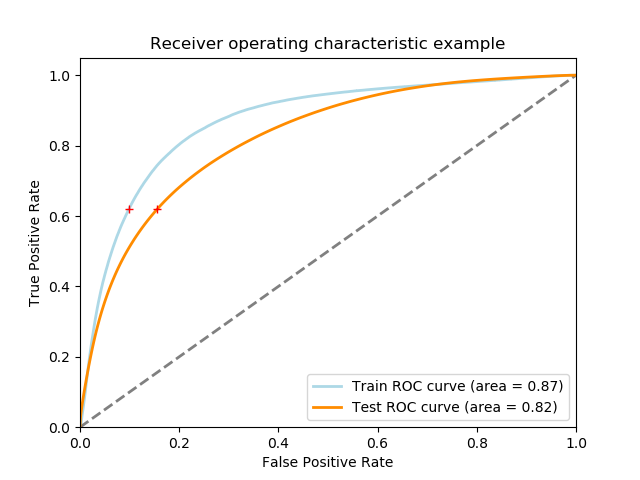 Receiver operating characteristic example
True Positive Rate
1.0
0.8
0.6
0.4
0.2
0.0
Train ROC curve (area = 0.87)
Test ROC curve (area = 0.82)
0.0 0.2 0.4 0.6 0.8 1.0
False Positive Rate